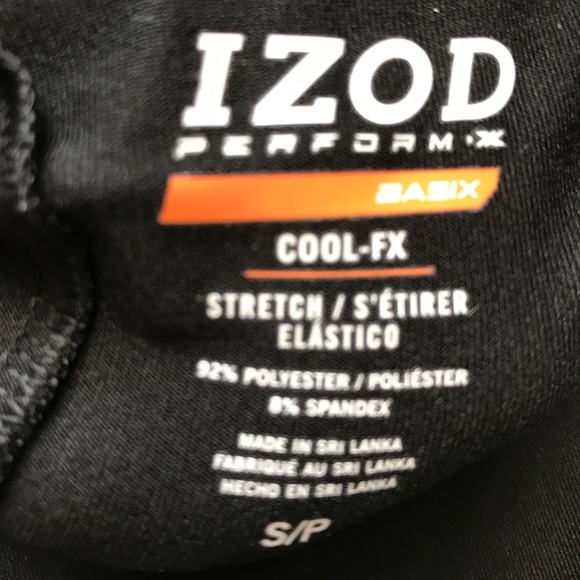 IZOD
PERFORM·X
BASIX
COOL-FX
STRETCH / S'ÉTIRER
ELÁSTICO
92% POLYESTER / POLIÉSTER
8% SPANDEX
MADE IN SRI LANKA
FABRIQUÉ AU SRI LANKA
HECHO EN SRI LANKA
S/P